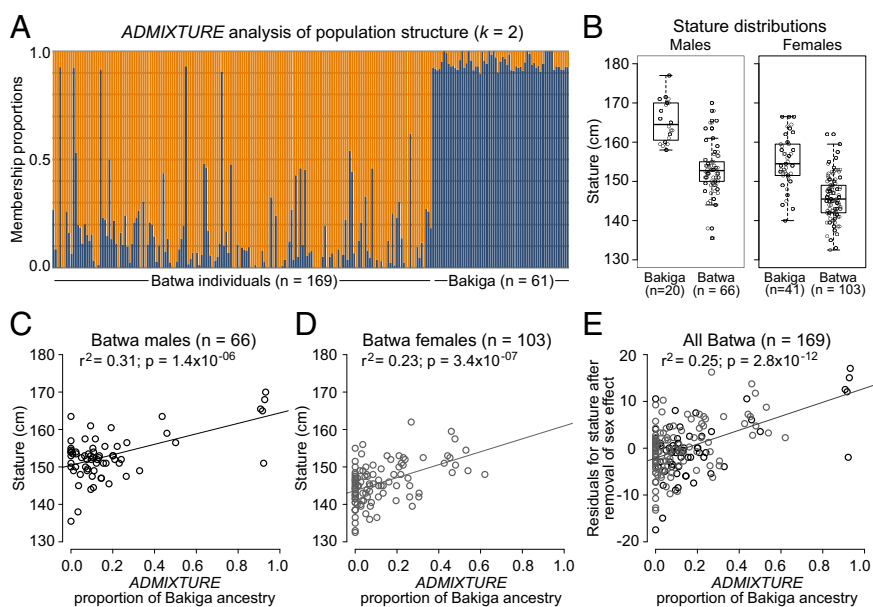 A
ADMIXTURE analysis of population structure (k = 2)
Membership proportions
1.0
0.5
0.0
Batwa individuals (n = 169)
Bakiga (n = 61)
B
Stature distributions
Males
Females
Stature (cm)
180
170
160
150
140
130
Bakiga
(n=20)
Batwa
(n = 66)
Bakiga
(n=41)
Batwa
(n = 103)
C
Batwa males (n = 66)
r²= 0.31; p = 1.4x10⁻⁰⁶
Stature (cm)
180
170
160
150
140
130
0.0 0.2 0.4 0.6 0.8 1.0
ADMIXTURE
proportion of Bakiga ancestry
D
Batwa females (n = 103)
r²= 0.23; p = 3.4x10⁻⁰⁷
Stature (cm)
180
170
160
150
140
130
0.0 0.2 0.4 0.6 0.8 1.0
ADMIXTURE
proportion of Bakiga ancestry
E
All Batwa (n = 169)
r²= 0.25; p = 2.8x10⁻¹²
Residuals for stature after
removal of sex effect
20
10
0
-10
-20
0.0 0.2 0.4 0.6 0.8 1.0
ADMIXTURE
proportion of Bakiga ancestry